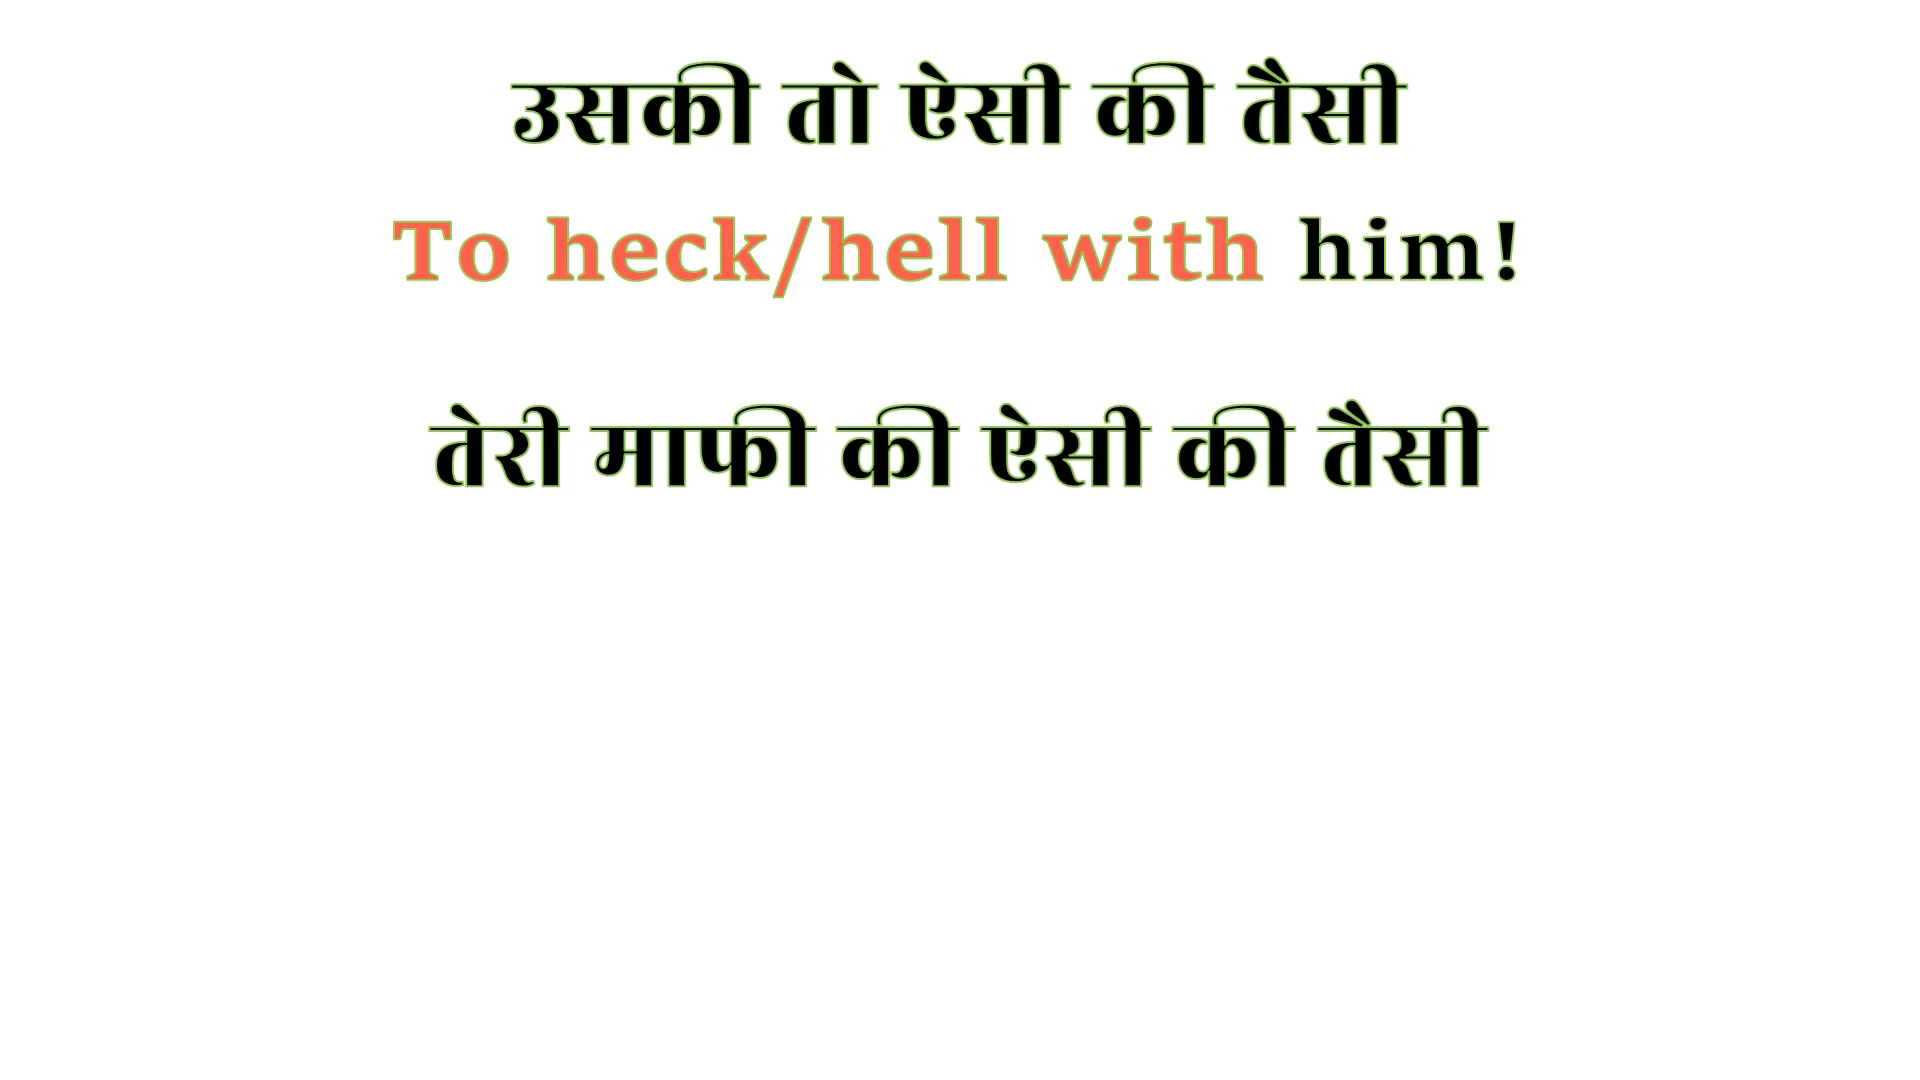 उसकी तो ऐसी की तैसी
To heck/hell with him!
तेरी माफी की ऐसी की तैसी